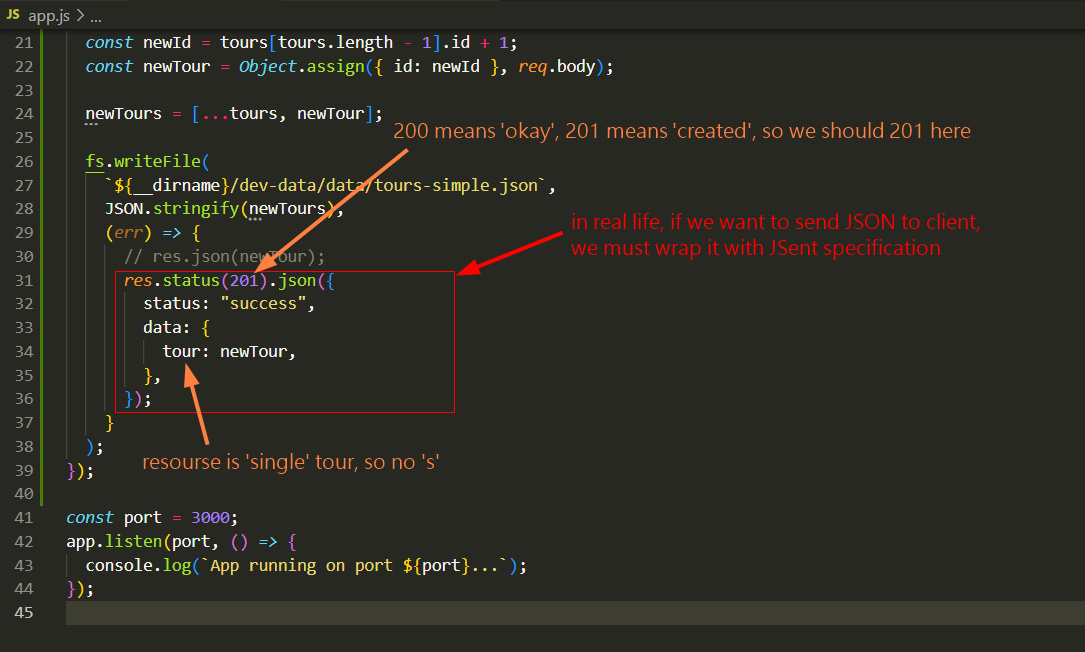 JS app.js > ...
21 const newId = tours[tours.length - 1].id + 1;
22 const newTour = Object.assign({ id: newId }, req.body);
23
24 newTours = [...tours, newTour];
25
200 means 'okay', 201 means 'created', so we should 201 here
26 fs.writeFile(
27 `${__dirname}/dev-data/data/tours-simple.json`,
28 JSON.stringify(newTours),
in real life, if we want to send JSON to client,
29 (err) => {
we must wrap it with JSent specification
30 // res.json(newTour);
31 res.status(201).json({
32 status: "success",
33 data: {
34 tour: newTour,
35 },
36 });
37 }
38 );
resourse is 'single' tour, so no 's'
39 });
40
41 const port = 3000;
42 app.listen(port, () => {
43 console.log(`App running on port ${port}...`);
44 });
45